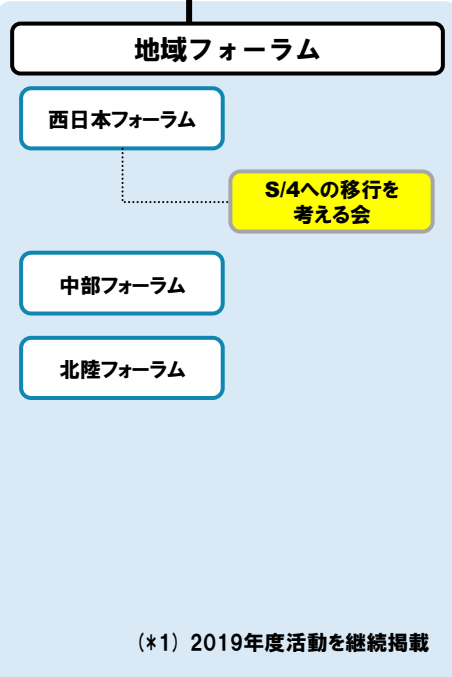 地域フォーラム
西日本フォーラム
S/4への移行を
考える会
中部フォーラム
北陸フォーラム
(*1) 2019年度活動を継続掲載